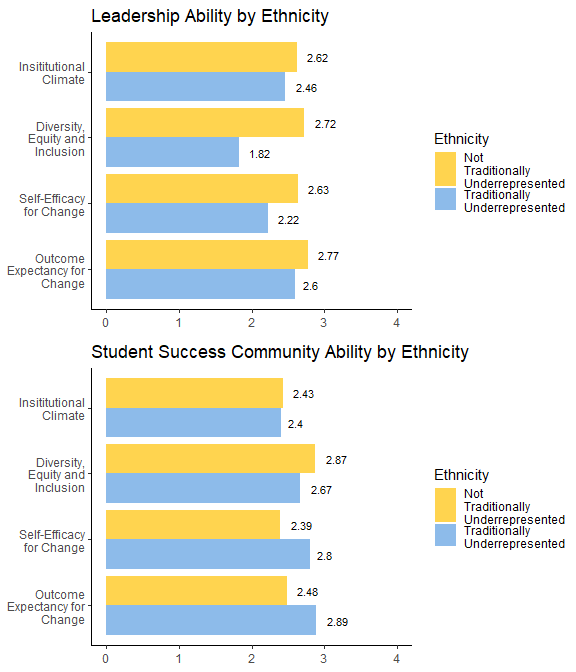 Leadership Ability by Ethnicity
Insititutional
Climate
2.62
2.46
Diversity,
Equity and
Inclusion
2.72
1.82
Self-Efficacy
for Change
2.63
2.22
Outcome
Expectancy for
Change
2.77
2.6
0 1 2 3 4
Ethnicity
Not
Traditionally
Underrepresented
Traditionally
Underrepresented
Student Success Community Ability by Ethnicity
Insititutional
Climate
2.43
2.4
Diversity,
Equity and
Inclusion
2.87
2.67
Self-Efficacy
for Change
2.39
2.8
Outcome
Expectancy for
Change
2.48
2.89
0 1 2 3 4
Ethnicity
Not
Traditionally
Underrepresented
Traditionally
Underrepresented